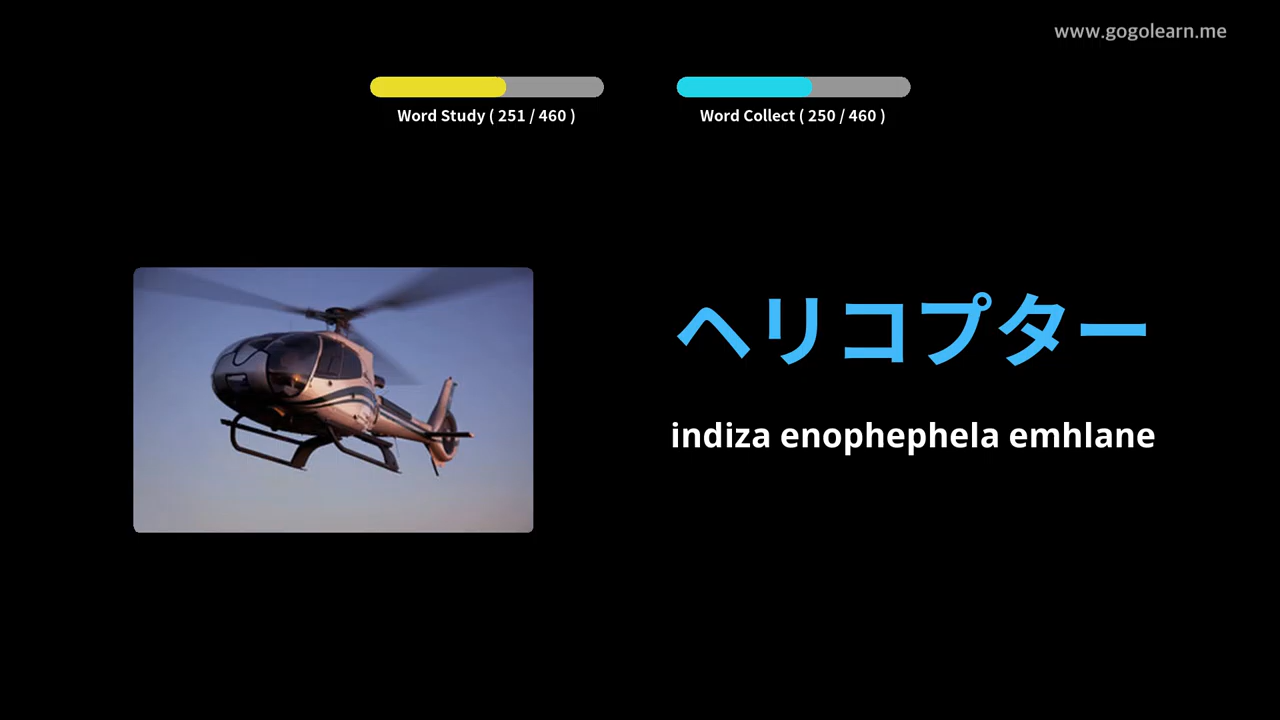 www.gogolearn.me
Word Study ( 251 / 460 )
Word Collect ( 250 / 460 )
ヘリコプター
indiza enophephela emhlane